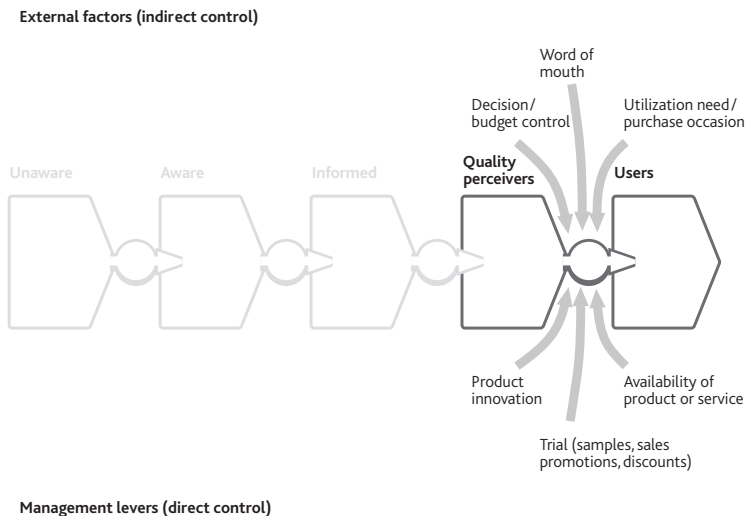 External factors (indirect control)
Word of
mouth
Decision/
budget control
Utilization need/
purchase occasion
Unaware
Aware
Informed
Quality
perceivers
Users
Product
innovation
Availability of
product or service
Trial (samples, sales
promotions, discounts)
Management levers (direct control)